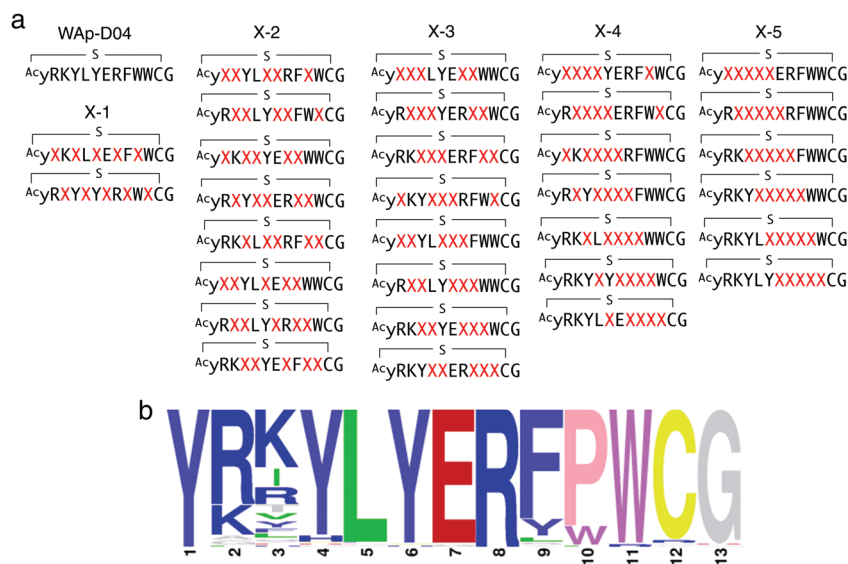 a
WAp-D04
S
AcyRKYLYERFWWCG
X-1
S
AcyXKXLXEXFXWCG
S
AcyRXYXYXRXWXCG
X-2
S
AcyXXYLXXRFXWCG
S
AcyRXXLYXXFWXCG
S
AcyXKXXYEXXWWCG
S
AcyRXYXXERXXWCG
S
AcyRKXLXXRFXXCG
S
AcyXXYLXEXXWWCG
S
AcyRXXLYXRXXWCG
S
AcyRKXXYEXFXXCG
X-3
S
AcyXXXLYEXXWWCG
S
AcyRXXXYERXXWCG
S
AcyRKXXXERFXXCG
S
AcyXKYXXXRFWXCG
S
AcyXXYLXXXFWWCG
S
AcyRXXLYXXXWWCG
S
AcyRKXXYEXXXWCG
S
AcyRKYXXERXXXCG
X-4
S
AcyXXXXYERFXWCG
S
AcyRXXXXERFWXCG
S
AcyXKXXXXRFWWCG
S
AcyRXYXXXXFWWCG
S
AcyRKXLXXXXWWCG
S
AcyRKYXYXXXXWCG
S
AcyRKYLXEXXXXCG
X-5
S
AcyXXXXXERFWWCG
S
AcyRXXXXXRFWWCG
S
AcyRKXXXXXFWWCG
S
AcyRKYXXXXXWWCG
S
AcyRKYLXXXXXWCG
S
AcyRKYLYXXXXXCG
b
YRKYLYERFPWCG
K I R Y W
1 2 3 4 5 6 7 8 9 10 11 12 13